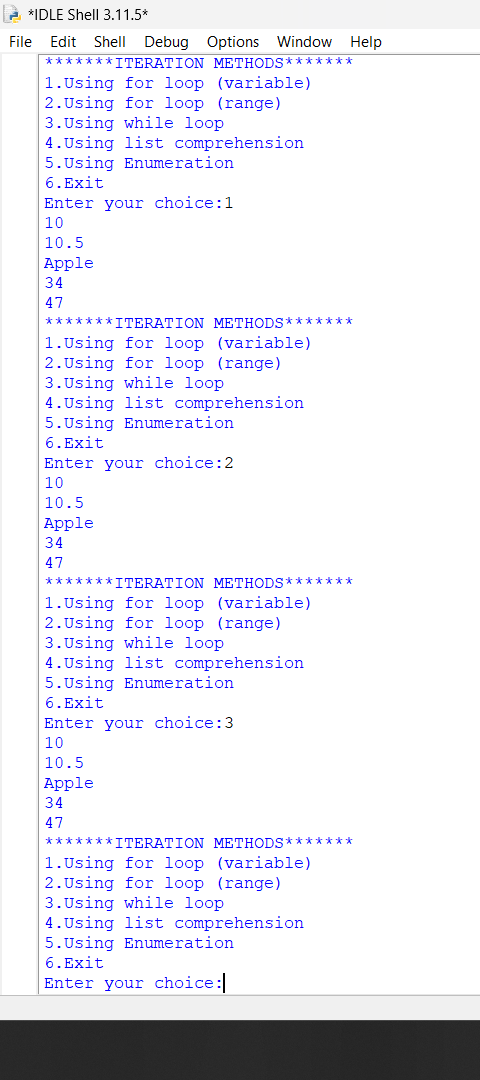 *IDLE Shell 3.11.5*
File Edit Shell Debug Options Window Help
*******ITERATION METHODS*******
1.Using for loop (variable)
2.Using for loop (range)
3.Using while loop
4.Using list comprehension
5.Using Enumeration
6.Exit
Enter your choice:1
10
10.5
Apple
34
47
*******ITERATION METHODS*******
1.Using for loop (variable)
2.Using for loop (range)
3.Using while loop
4.Using list comprehension
5.Using Enumeration
6.Exit
Enter your choice:2
10
10.5
Apple
34
47
*******ITERATION METHODS*******
1.Using for loop (variable)
2.Using for loop (range)
3.Using while loop
4.Using list comprehension
5.Using Enumeration
6.Exit
Enter your choice:3
10
10.5
Apple
34
47
*******ITERATION METHODS*******
1.Using for loop (variable)
2.Using for loop (range)
3.Using while loop
4.Using list comprehension
5.Using Enumeration
6.Exit
Enter your choice: